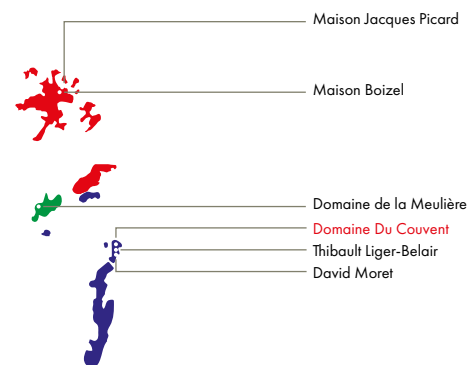 Maison Jacques Picard
Maison Boizel
Domaine de la Meulière
Domaine Du Couvent
Thibault Liger-Belair
David Moret